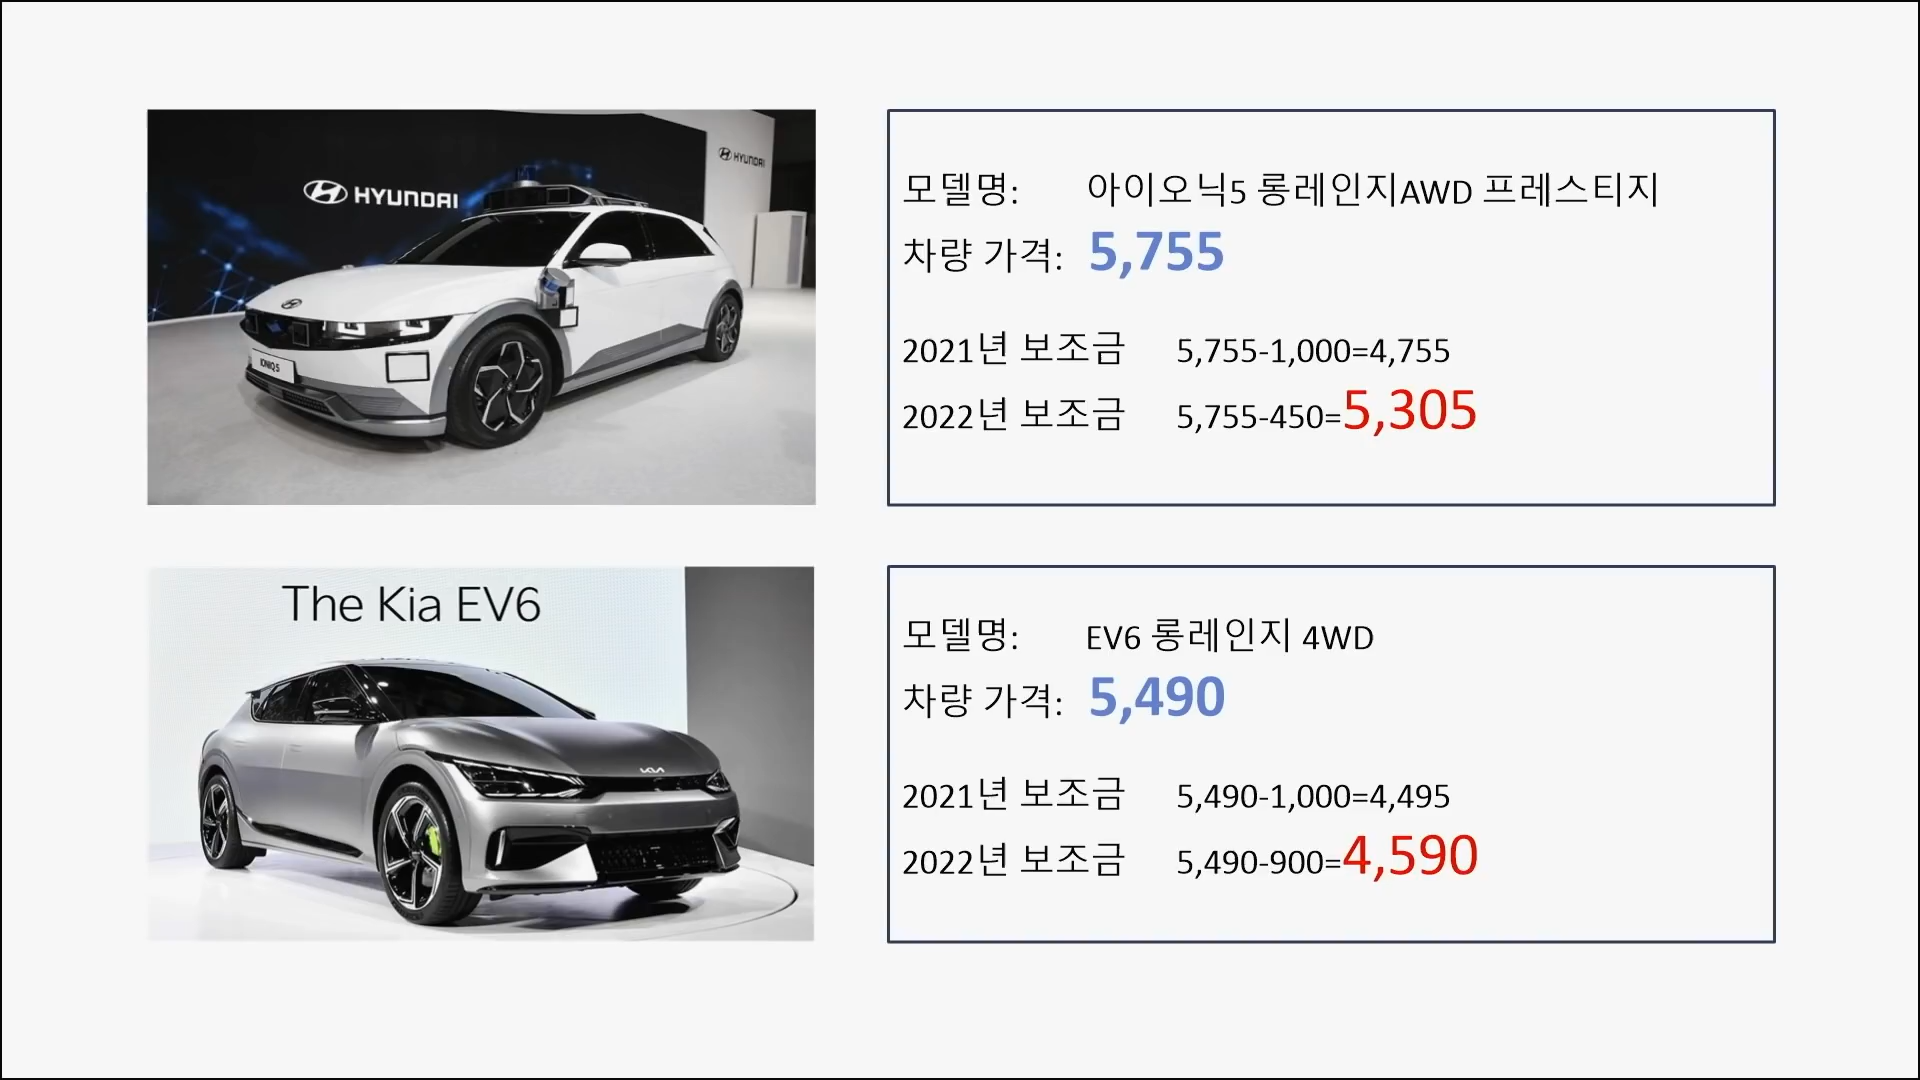 HYUNDAI
HYUNDAI
IONIQ 5
모델명: 아이오닉5 롱레인지AWD 프레스티지
차량 가격: 5,755
2021년 보조금 5,755-1,000=4,755
2022년 보조금 5,755-450=5,305
The Kia EV6
KIA
모델명: EV6 롱레인지 4WD
차량 가격: 5,490
2021년 보조금 5,490-1,000=4,495
2022년 보조금 5,490-900=4,590